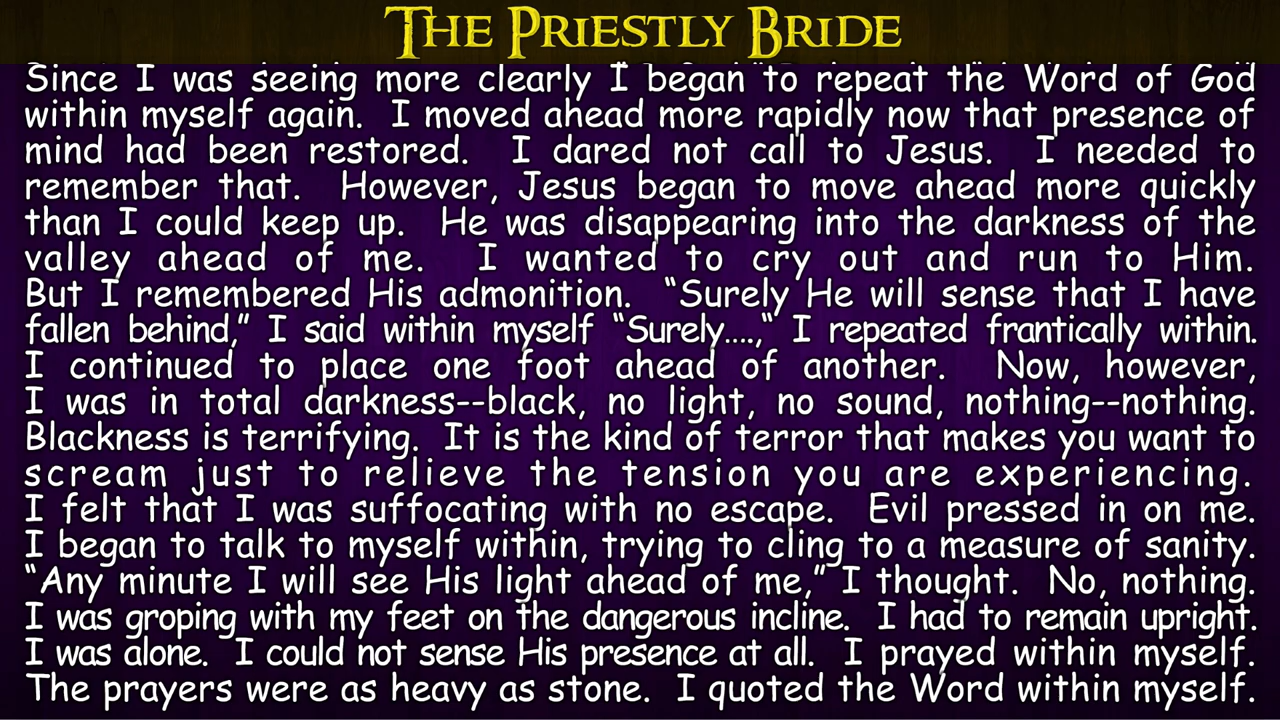 The Priestly Bride
Since I was seeing more clearly I began to repeat the Word of God
within myself again.  I moved ahead more rapidly now that presence of
mind had been restored.  I dared not call to Jesus.  I needed to
remember that.  However, Jesus began to move ahead more quickly
than I could keep up.  He was disappearing into the darkness of the
valley ahead of me.  I wanted to cry out and run to Him.
But I remembered His admonition.  “Surely He will sense that I have
fallen behind,” I said within myself “Surely....,“ I repeated frantically within.
I continued to place one foot ahead of another.  Now, however,
I was in total darkness--black, no light, no sound, nothing--nothing.
Blackness is terrifying.  It is the kind of terror that makes you want to
scream just to relieve the tension you are experiencing.
I felt that I was suffocating with no escape.  Evil pressed in on me.
I began to talk to myself within, trying to cling to a measure of sanity.
“Any minute I will see His light ahead of me,” I thought.  No, nothing.
I was groping with my feet on the dangerous incline.  I had to remain upright.
I was alone.  I could not sense His presence at all.  I prayed within myself.
The prayers were as heavy as stone.  I quoted the Word within myself.